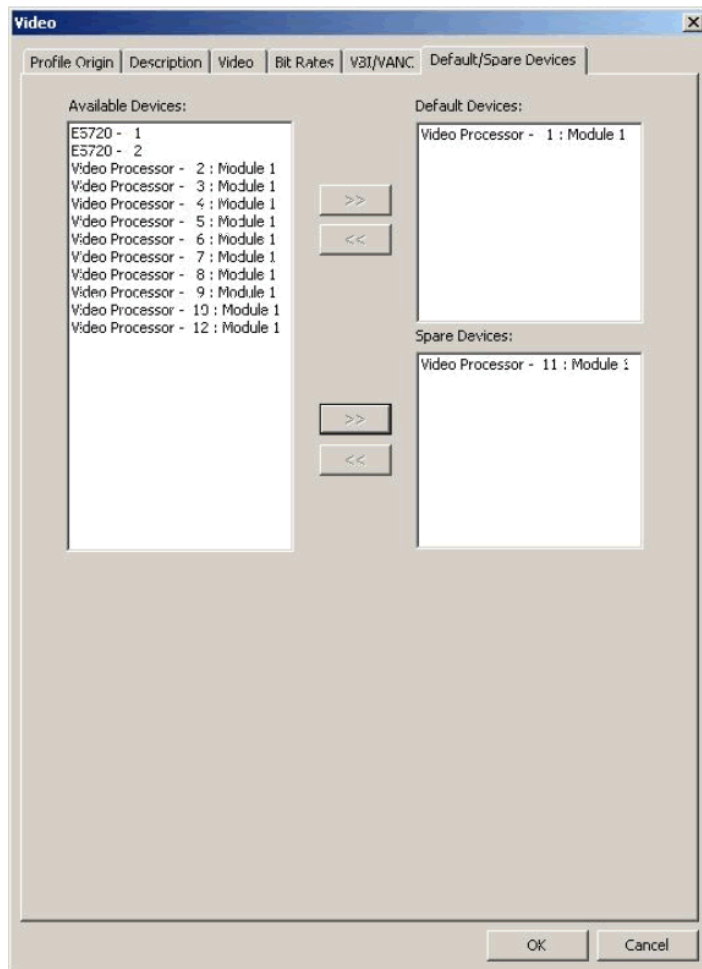 Video
Profile Origin
Description
Video
Bit Rates
VBI/VANC
Default/Spare Devices
Available Devices:
E5720 - 1
E5720 - 2
Video Processor - 2 : Module 1
Video Processor - 3 : Module 1
Video Processor - 4 : Module 1
Video Processor - 5 : Module 1
Video Processor - 6 : Module 1
Video Processor - 7 : Module 1
Video Processor - 8 : Module 1
Video Processor - 9 : Module 1
Video Processor - 10 : Module 1
Video Processor - 12 : Module 1
>>
<<
>>
<<
Default Devices:
Video Processor - 1 : Module 1
Spare Devices:
Video Processor - 11 : Module 1
OK
Cancel